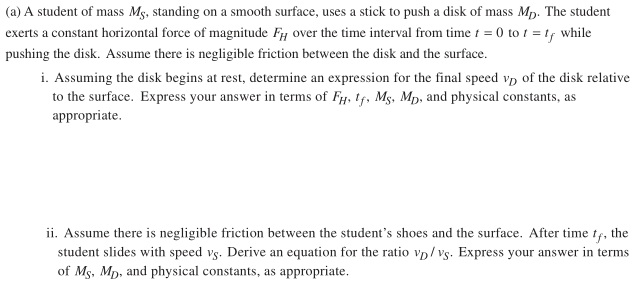 (a) A student of mass M_S, standing on a smooth surface, uses a stick to push a disk of mass M_D. The student
exerts a constant horizontal force of magnitude F_H over the time interval from time t = 0 to t = t_f while
pushing the disk. Assume there is negligible friction between the disk and the surface.
i. Assuming the disk begins at rest, determine an expression for the final speed v_D of the disk relative
to the surface. Express your answer in terms of F_H, t_f, M_S, M_D, and physical constants, as
appropriate.
ii. Assume there is negligible friction between the student's shoes and the surface. After time t_f, the
student slides with speed v_S. Derive an equation for the ratio v_D / v_S. Express your answer in terms
of M_S, M_D, and physical constants, as appropriate.